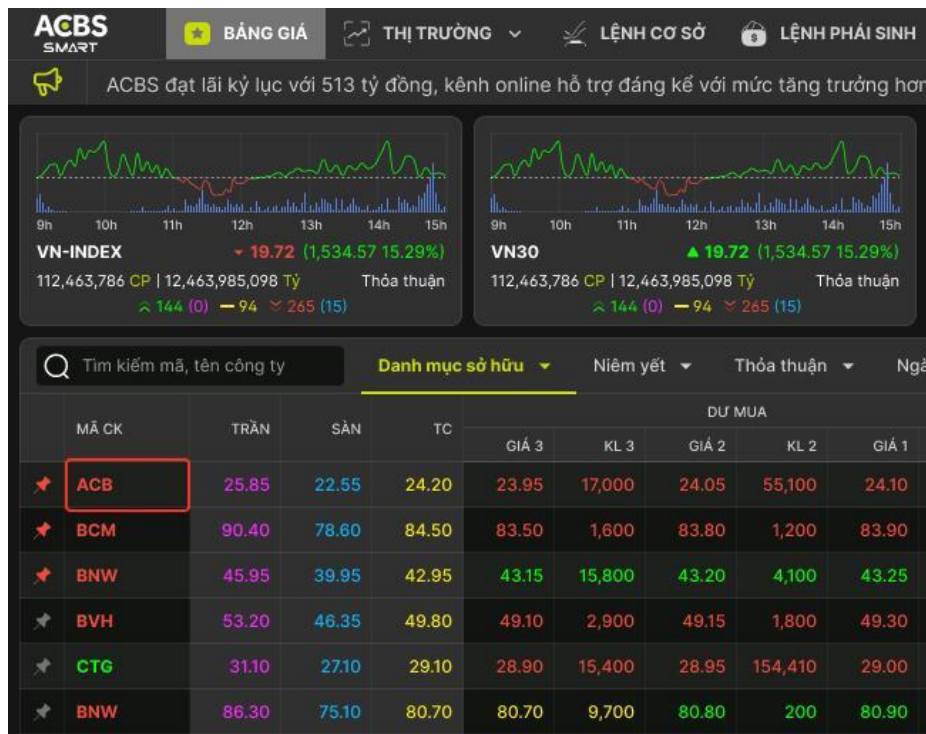 ACBS SMART BẢNG GIÁ THỊ TRƯỜNG LỆNH CƠ SỞ LỆNH PHÁI SINH
ACBS đạt lãi kỷ lục với 513 tỷ đồng, kênh online hỗ trợ đáng kể với mức tăng trưởng hơn
9h 10h 11h 12h 13h 14h 15h
VN-INDEX 19.72 (1,534.57 15.29%)
112,463,786 CP | 12,463,985,098 Tỷ Thỏa thuận
144 (0) 94 265 (15)
9h 10h 11h 12h 13h 14h 15h
VN30 19.72 (1,534.57 15.29%)
112,463,786 CP | 12,463,985,098 Tỷ Thỏa thuận
144 (0) 94 265 (15)
Tìm kiếm mã, tên công ty Danh mục sở hữu Niêm yết Thỏa thuận Ngà
MÃ CK TRẦN SÀN TC DƯ MUA
GIÁ 3 KL 3 GIÁ 2 KL 2 GIÁ 1
ACB 25.85 22.55 24.20 23.95 17,000 24.05 55,100 24.10
BCM 90.40 78.60 84.50 83.50 1,600 83.80 1,200 83.90
BNW 45.95 39.95 42.95 43.15 15,800 43.20 4,100 43.25
BVH 53.20 46.35 49.80 49.10 2,900 49.15 1,800 49.30
CTG 31.10 27.10 29.10 28.90 15,400 28.95 154,410 29.00
BNW 86.30 75.10 80.70 80.70 9,700 80.80 200 80.90